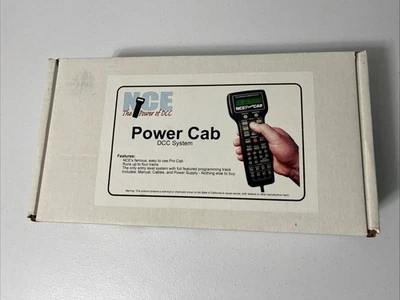 NCE
The Power of DCC
Power Cab
DCC System
Features:
NCE's famous, easy to use Pro Cab
Runs up to four trains
The only entry level system with full featured programming track
Includes: Manual, Cables, and Power Supply - Nothing else to buy